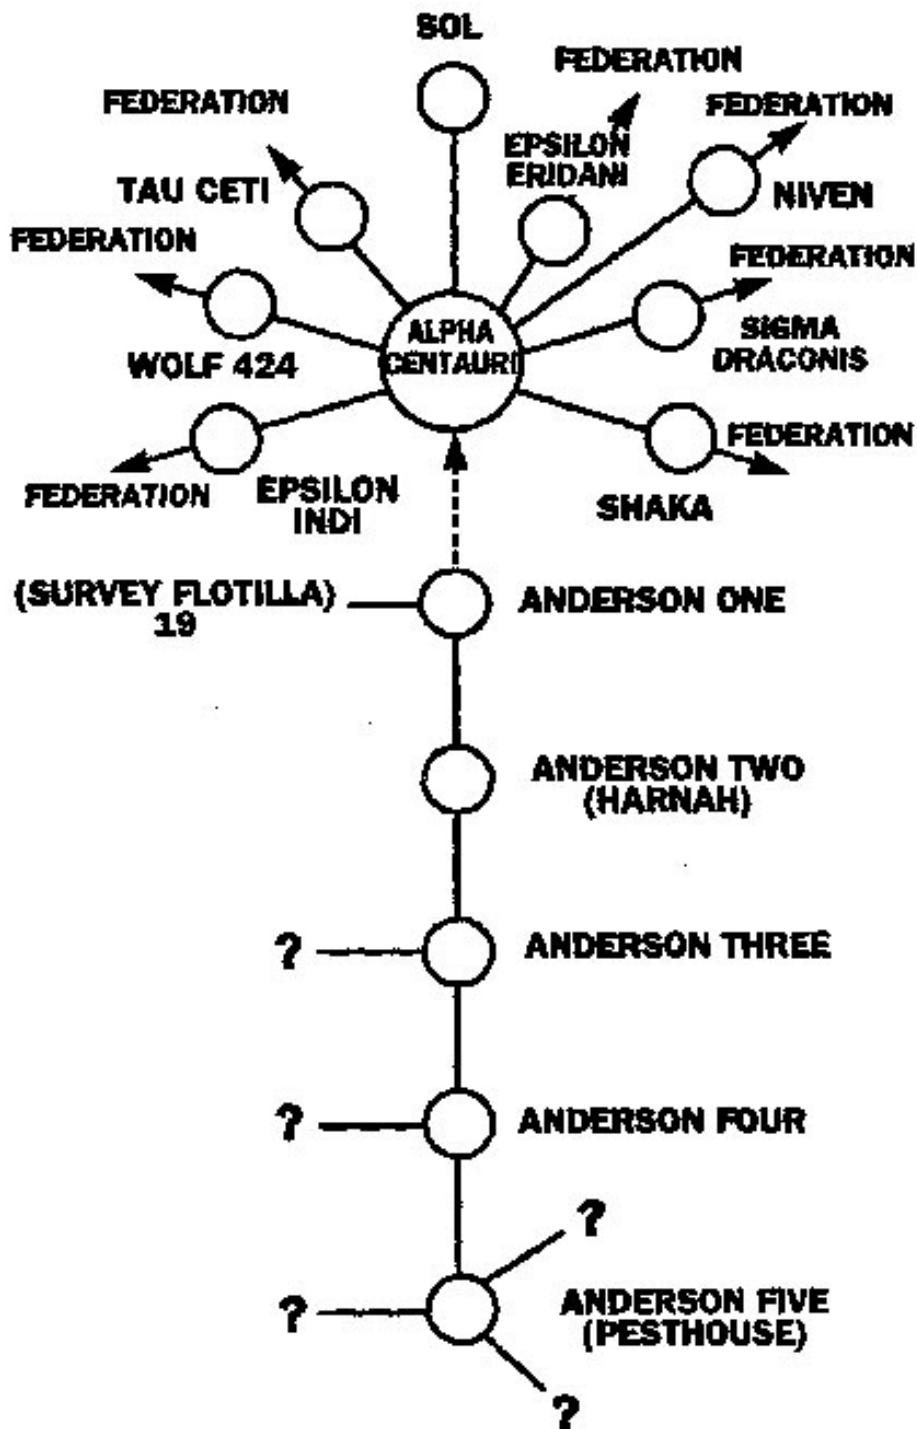 SOL
FEDERATION
FEDERATION
FEDERATION
EPSILON
ERIDANI
TAU CETI
NIVEN
FEDERATION
FEDERATION
ALPHA
CENTAURI
SIGMA
DRACONIS
WOLF 424
FEDERATION
FEDERATION
EPSILON
INDI
SHAKA
(SURVEY FLOTILLA)
19
ANDERSON ONE
ANDERSON TWO
(HARNAH)
?
ANDERSON THREE
?
ANDERSON FOUR
?
?
ANDERSON FIVE
(PESTHOUSE)
?